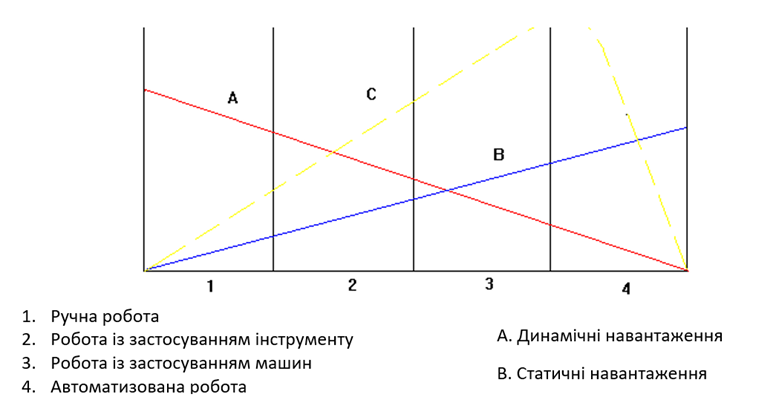 A
C
B
1
2
3
4
1. Ручна робота
2. Робота із застосуванням інструменту
3. Робота із застосуванням машин
4. Автоматизована робота
А. Динамічні навантаження
В. Статичні навантаження